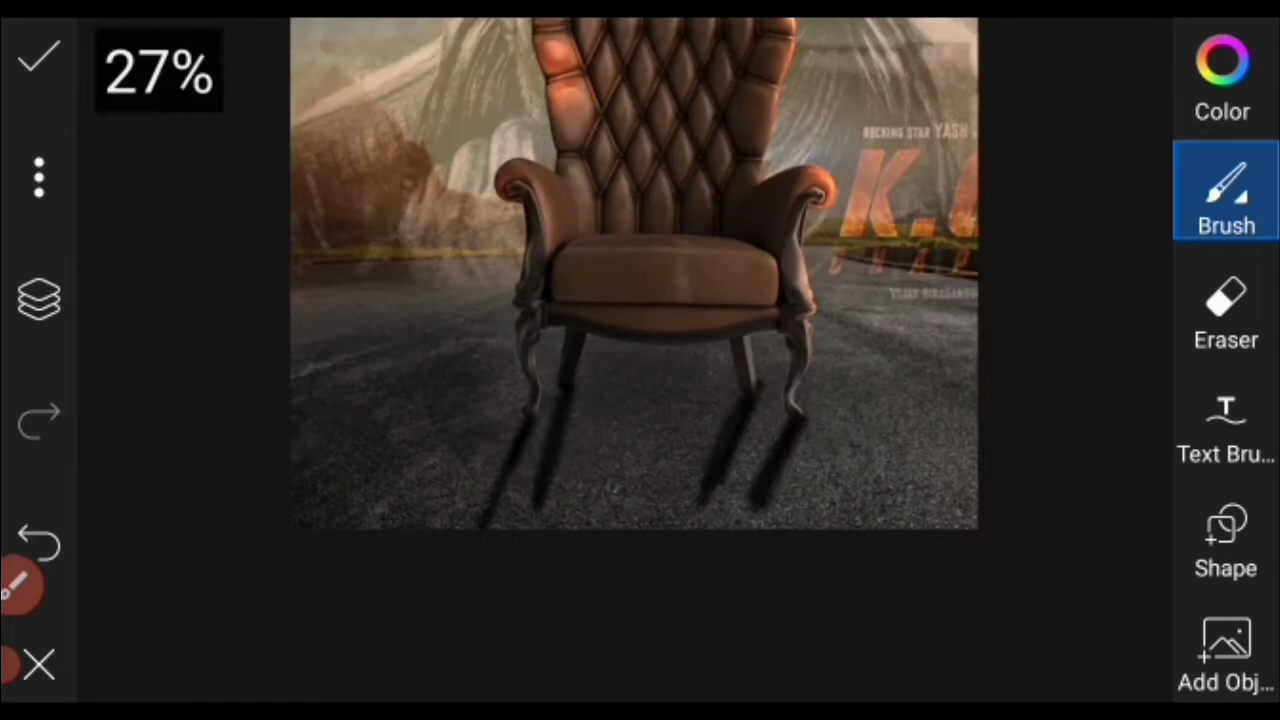 27%
Color
Brush
Eraser
Text Bru...
Shape
Add Obj...
ROCKING STAR YASH
K.